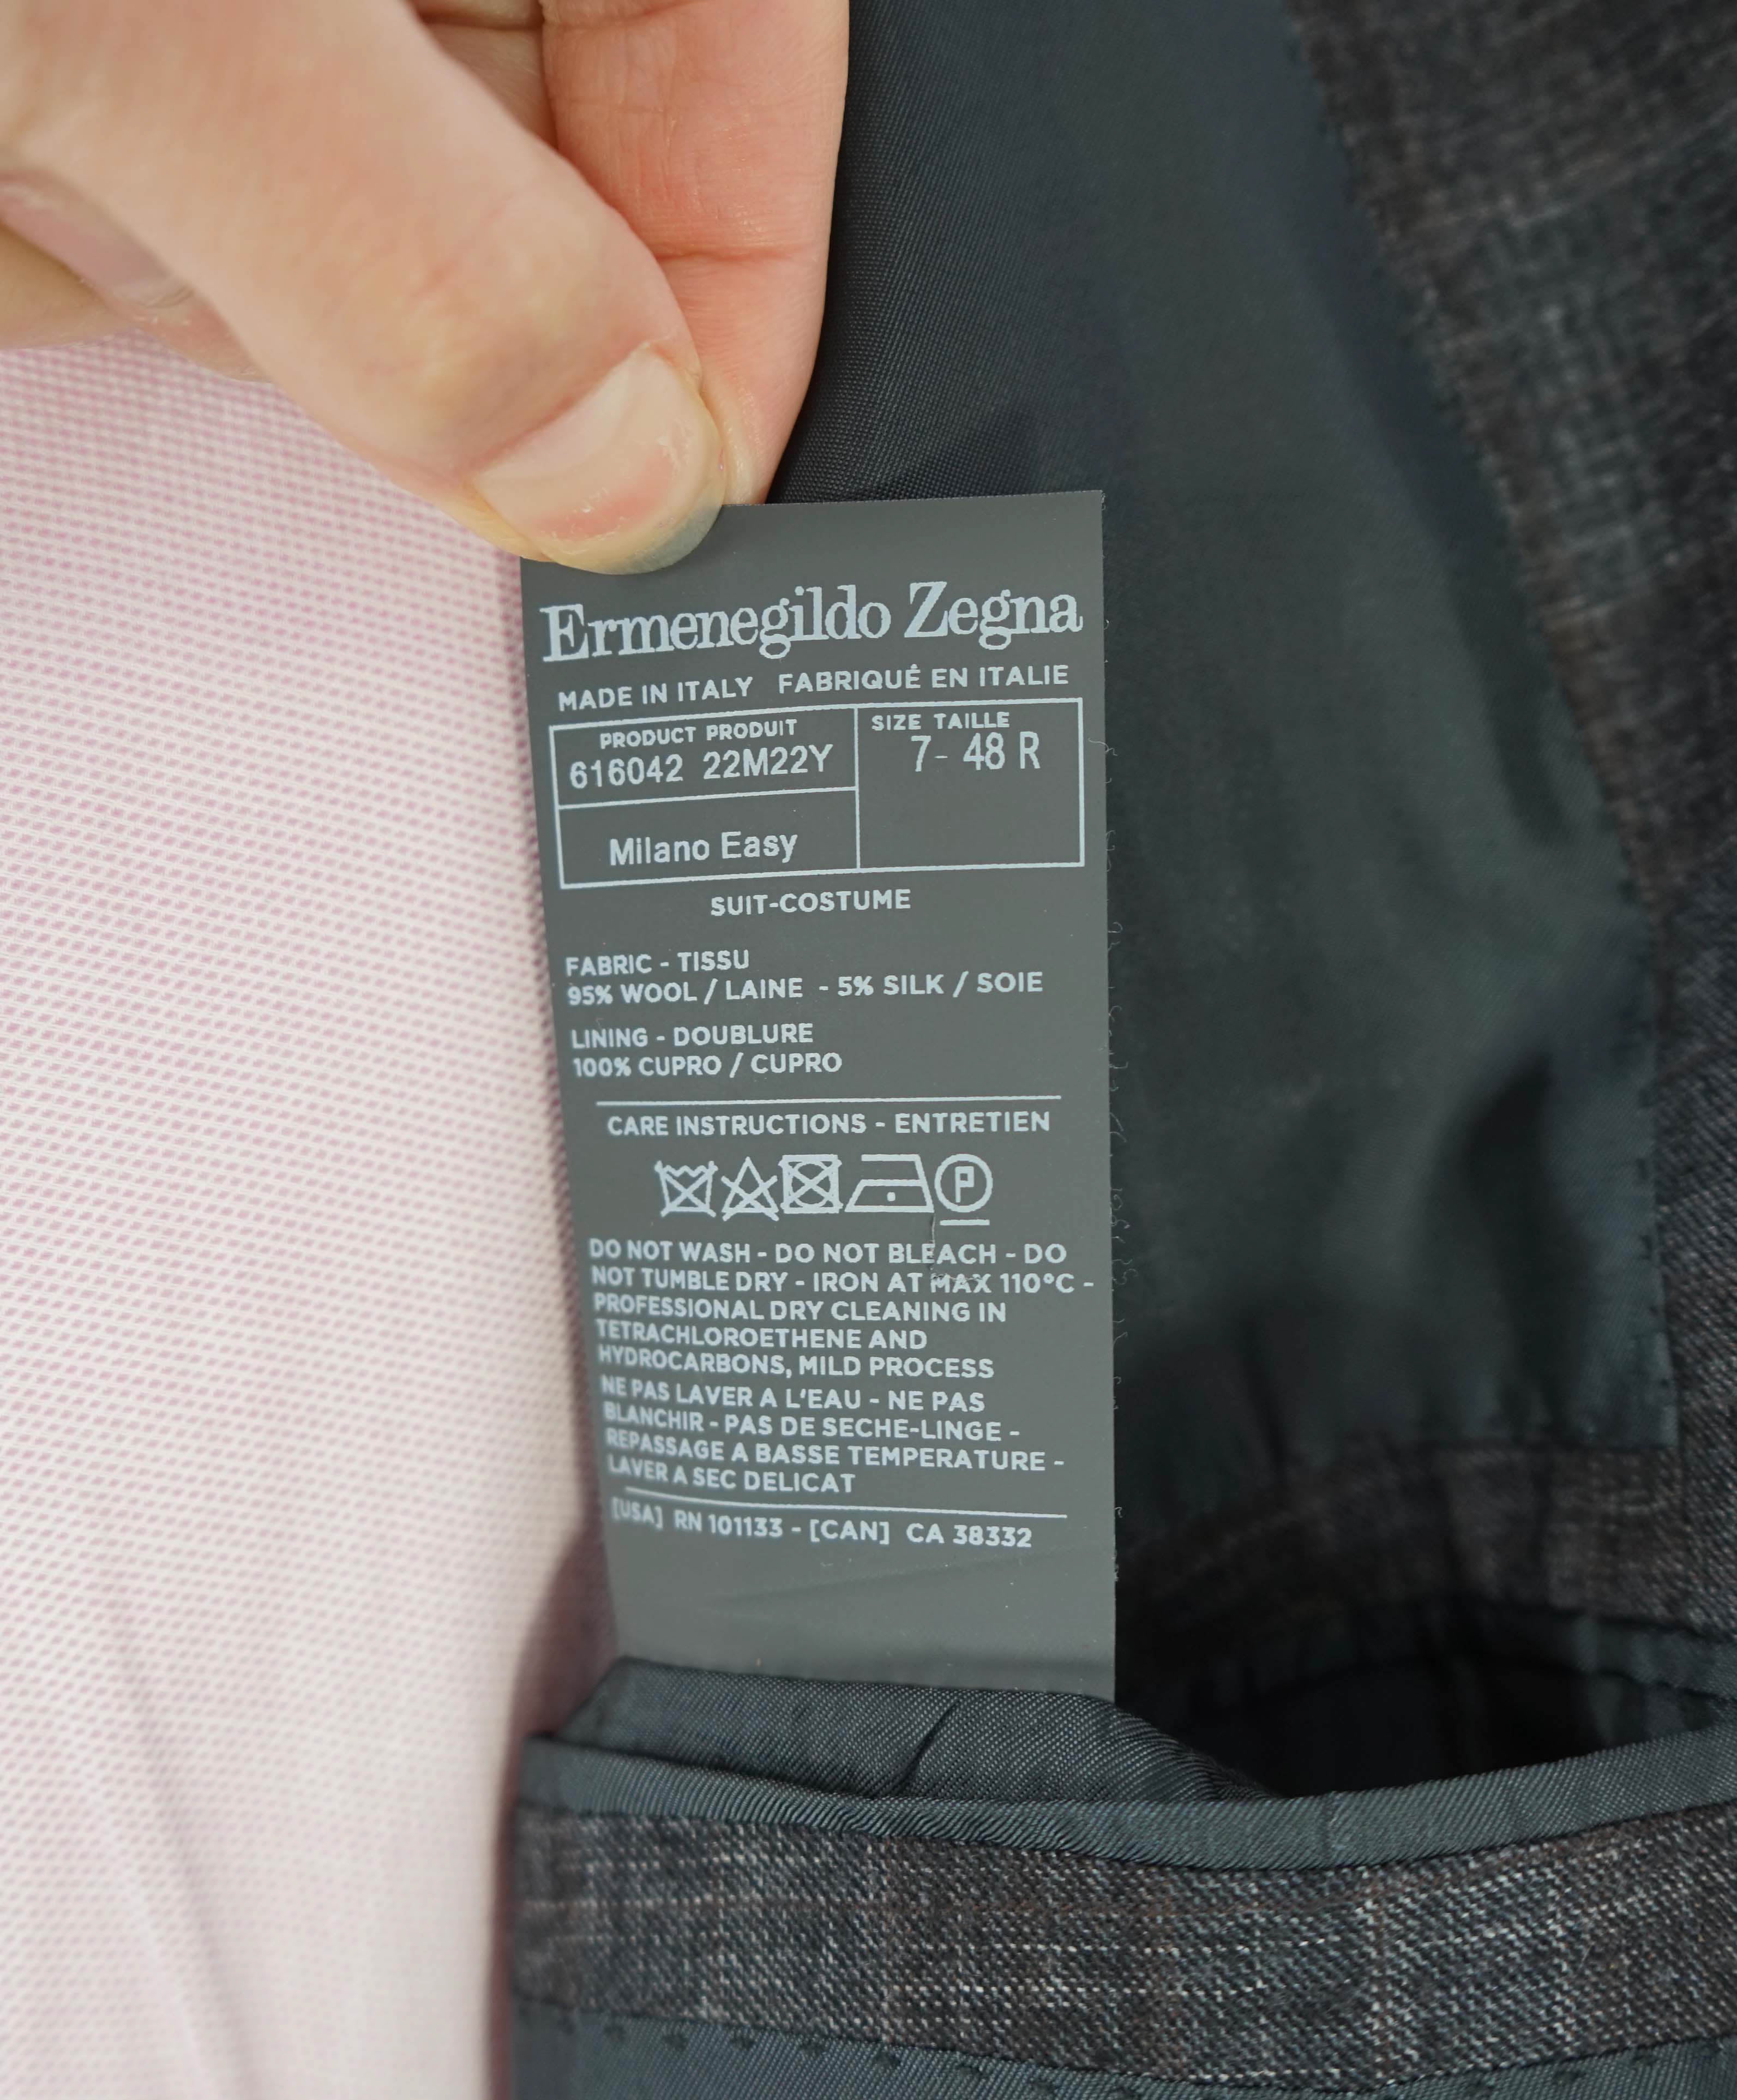 Ermenegildo Zegna
MADE IN ITALY FABRIQUÉ EN ITALIE
PRODUCT PRODUIT
616042 22M22Y
Milano Easy
SIZE TAILLE
7- 48 R
SUIT-COSTUME
FABRIC - TISSU
95% WOOL / LAINE - 5% SILK / SOIE
LINING - DOUBLURE
100% CUPRO / CUPRO
CARE INSTRUCTIONS - ENTRETIEN
P
DO NOT WASH - DO NOT BLEACH - DO
NOT TUMBLE DRY - IRON AT MAX 110°C -
PROFESSIONAL DRY CLEANING IN
TETRACHLOROETHENE AND
HYDROCARBONS, MILD PROCESS
NE PAS LAVER A L'EAU - NE PAS
BLANCHIR - PAS DE SECHE-LINGE -
REPASSAGE A BASSE TEMPERATURE -
LAVER A SEC DELICAT
[USA] RN 101133 - [CAN] CA 38332